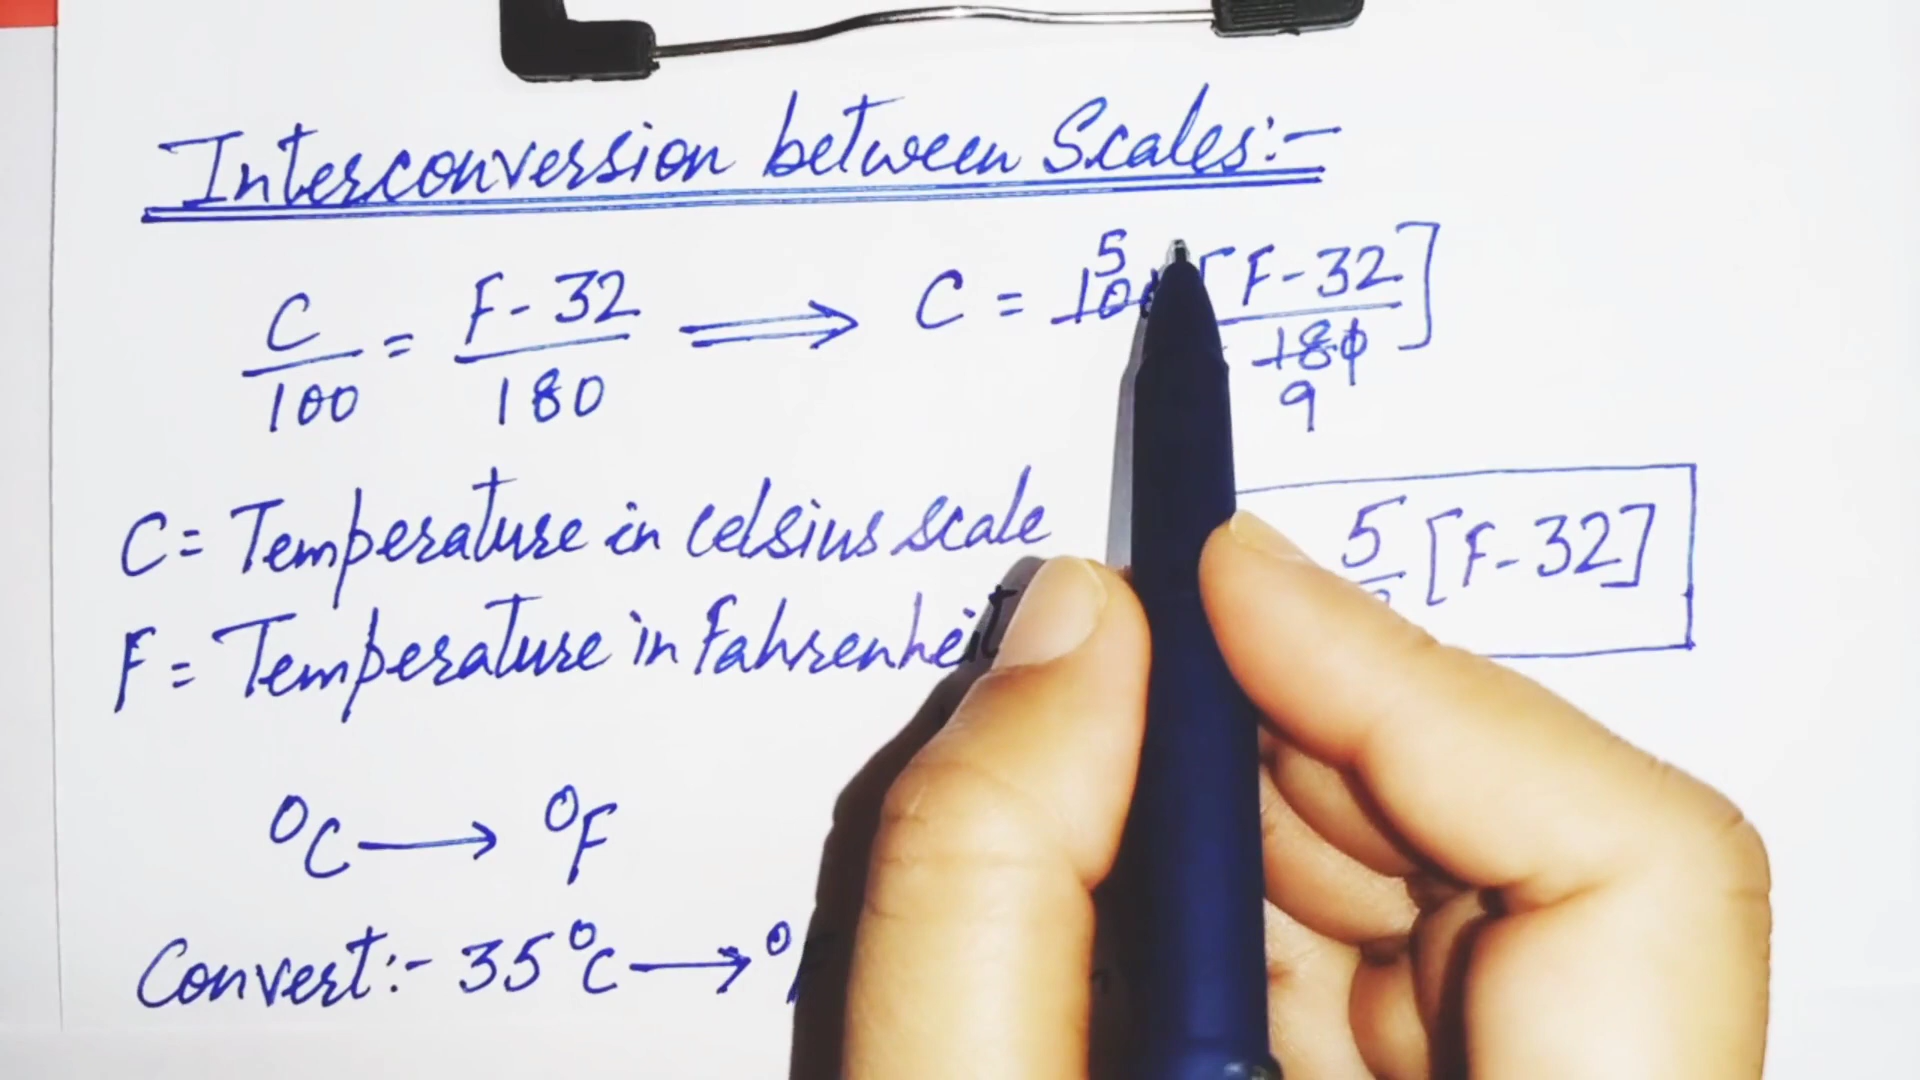 Interconversion between Scales:-
C/100 = F-32/180 ⟹ C = 5 100 [F-32/180 9]
C = Temperature in celsius scale
5 [F-32]
F = Temperature in Fahrenheit
°C → °F
Convert:- 35°C → °F